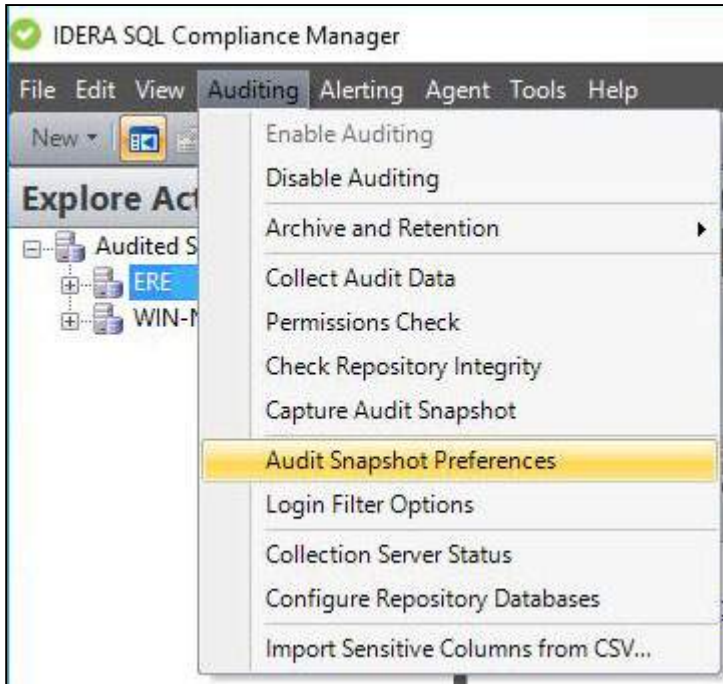 IDERA SQL Compliance Manager
File Edit View Auditing Alerting Agent Tools Help
New
Enable Auditing
Disable Auditing
Explore Act
Archive and Retention
Audited S
Collect Audit Data
ERE
Permissions Check
WIN-
Check Repository Integrity
Capture Audit Snapshot
Audit Snapshot Preferences
Login Filter Options
Collection Server Status
Configure Repository Databases
Import Sensitive Columns from CSV...